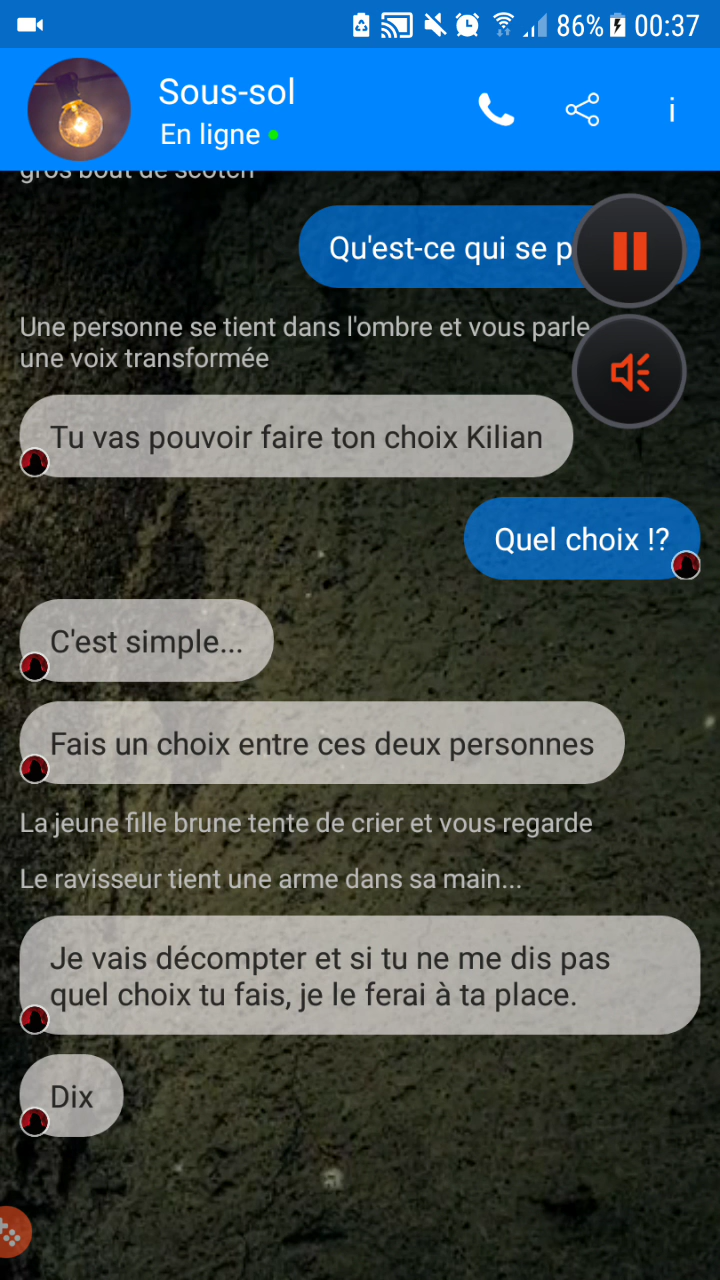 86% 00:37
Sous-sol
En ligne
gros bout de scotch
Qu'est-ce qui se p
Une personne se tient dans l'ombre et vous parle
une voix transformée
Tu vas pouvoir faire ton choix Kilian
Quel choix !?
C'est simple...
Fais un choix entre ces deux personnes
La jeune fille brune tente de crier et vous regarde
Le ravisseur tient une arme dans sa main...
Je vais décompter et si tu ne me dis pas
quel choix tu fais, je le ferai à ta place.
Dix